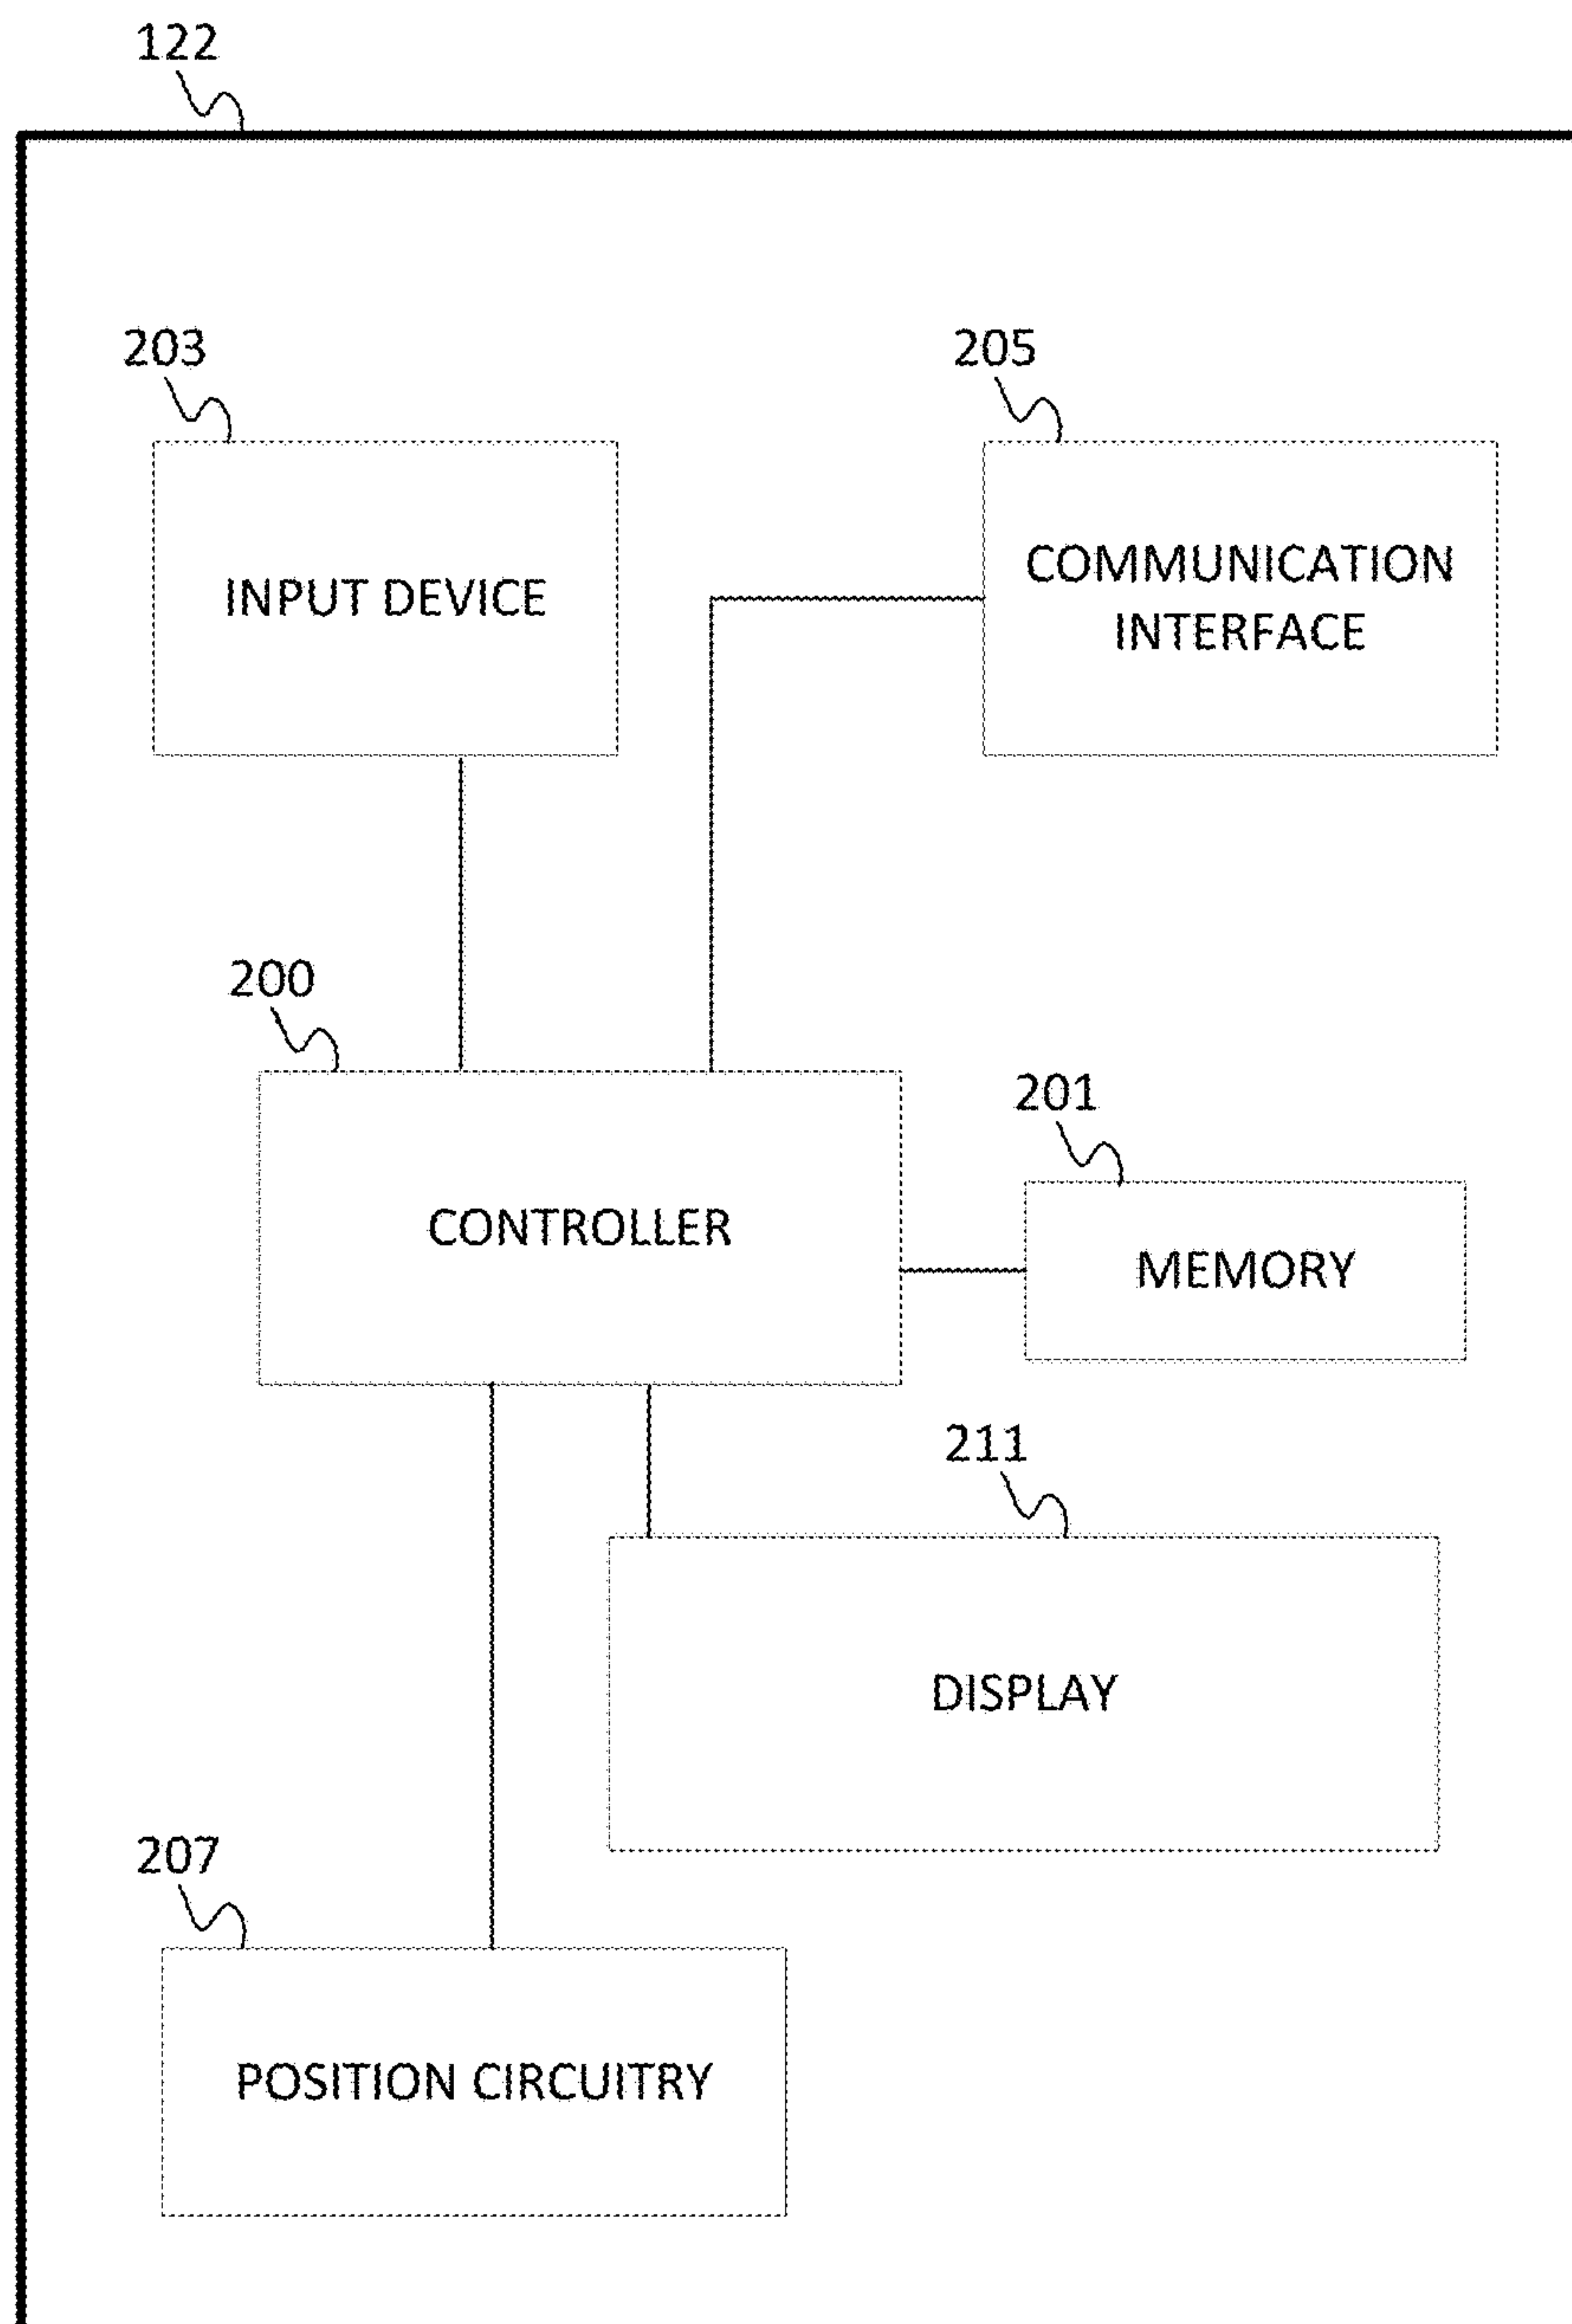 122
203
205
INPUT DEVICE
COMMUNICATION
INTERFACE
200
201
CONTROLLER
MEMORY
211
DISPLAY
207
POSITION CIRCUITRY